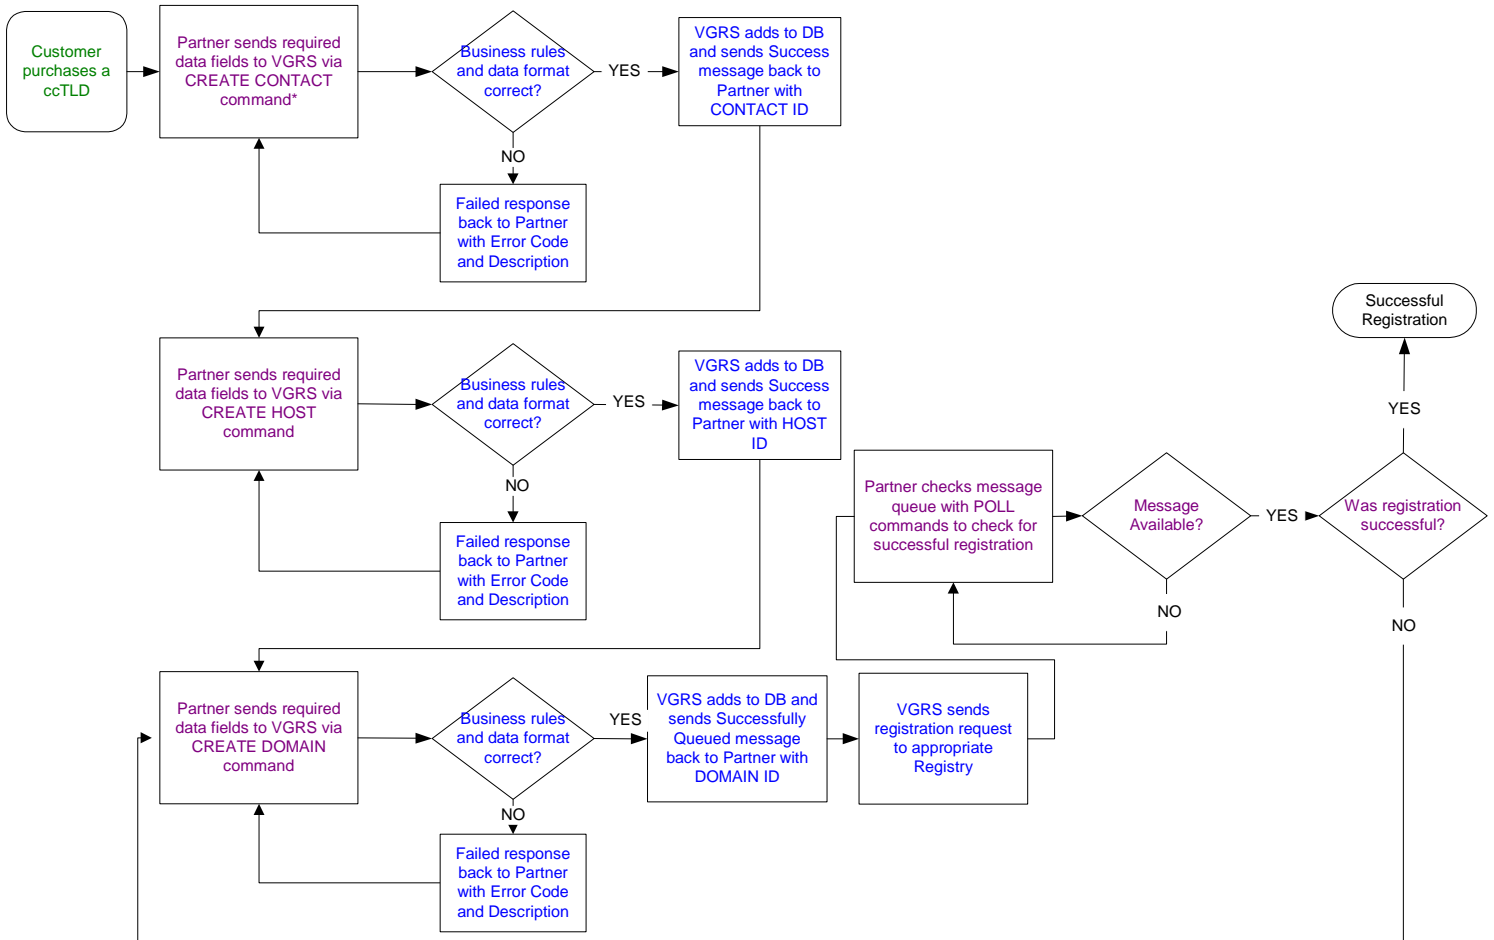 Customer
purchases a
ccTLD
Partner sends required
data fields to VGRS via
CREATE CONTACT
command*
Business rules
and data format
correct?
YES
VGRS adds to DB
and sends Success
message back to
Partner with
CONTACT ID
NO
Failed response
back to Partner
with Error Code
and Description
Partner sends required
data fields to VGRS via
CREATE HOST
command
Business rules
and data format
correct?
YES
VGRS adds to DB
and sends Success
message back to
Partner with HOST
ID
NO
Failed response
back to Partner
with Error Code
and Description
Partner sends required
data fields to VGRS via
CREATE DOMAIN
command
Business rules
and data format
correct?
YES
VGRS adds to DB and
sends Successfully
Queued message
back to Partner with
DOMAIN ID
NO
Failed response
back to Partner
with Error Code
and Description
VGRS sends
registration request
to appropriate
Registry
Partner checks message
queue with POLL
commands to check for
successful registration
Message
Available?
NO
YES
Was registration
successful?
YES
Successful
Registration
NO